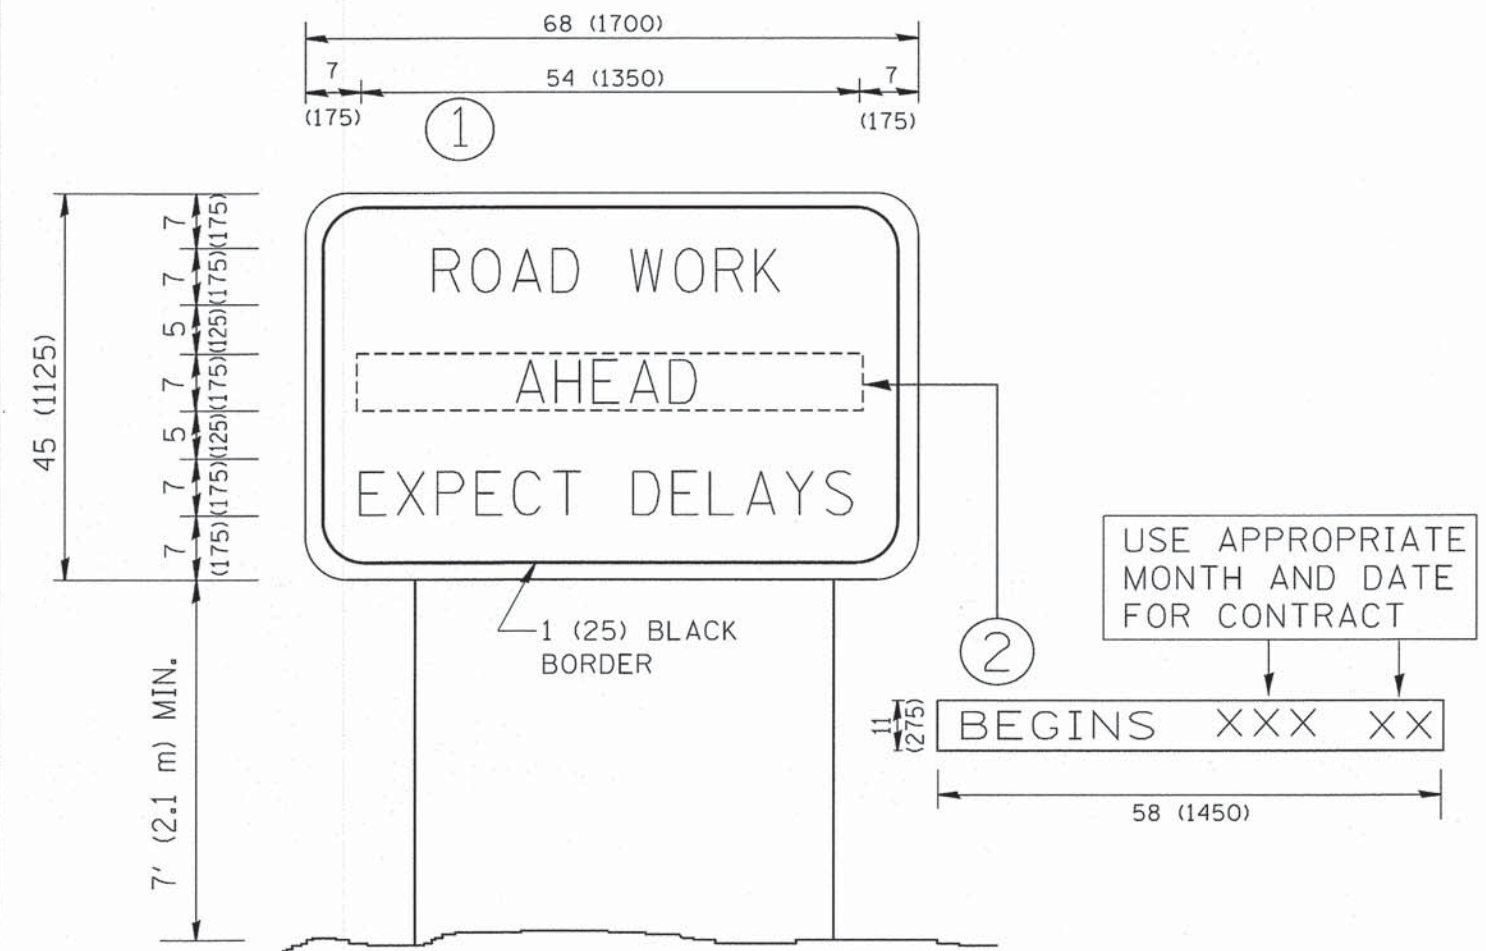 68 (1700)
7
54 (1350)
7
(175)
(175)
1
45 (1125)
7
(175)
7
(175)
5
(125)
7
(175)
5
(125)
7
(175)
7
(175)
ROAD WORK
AHEAD
EXPECT DELAYS
1 (25) BLACK
BORDER
7' (2.1 m) MIN.
2
USE APPROPRIATE
MONTH AND DATE
FOR CONTRACT
11
(275)
BEGINS XXX XX
58 (1450)